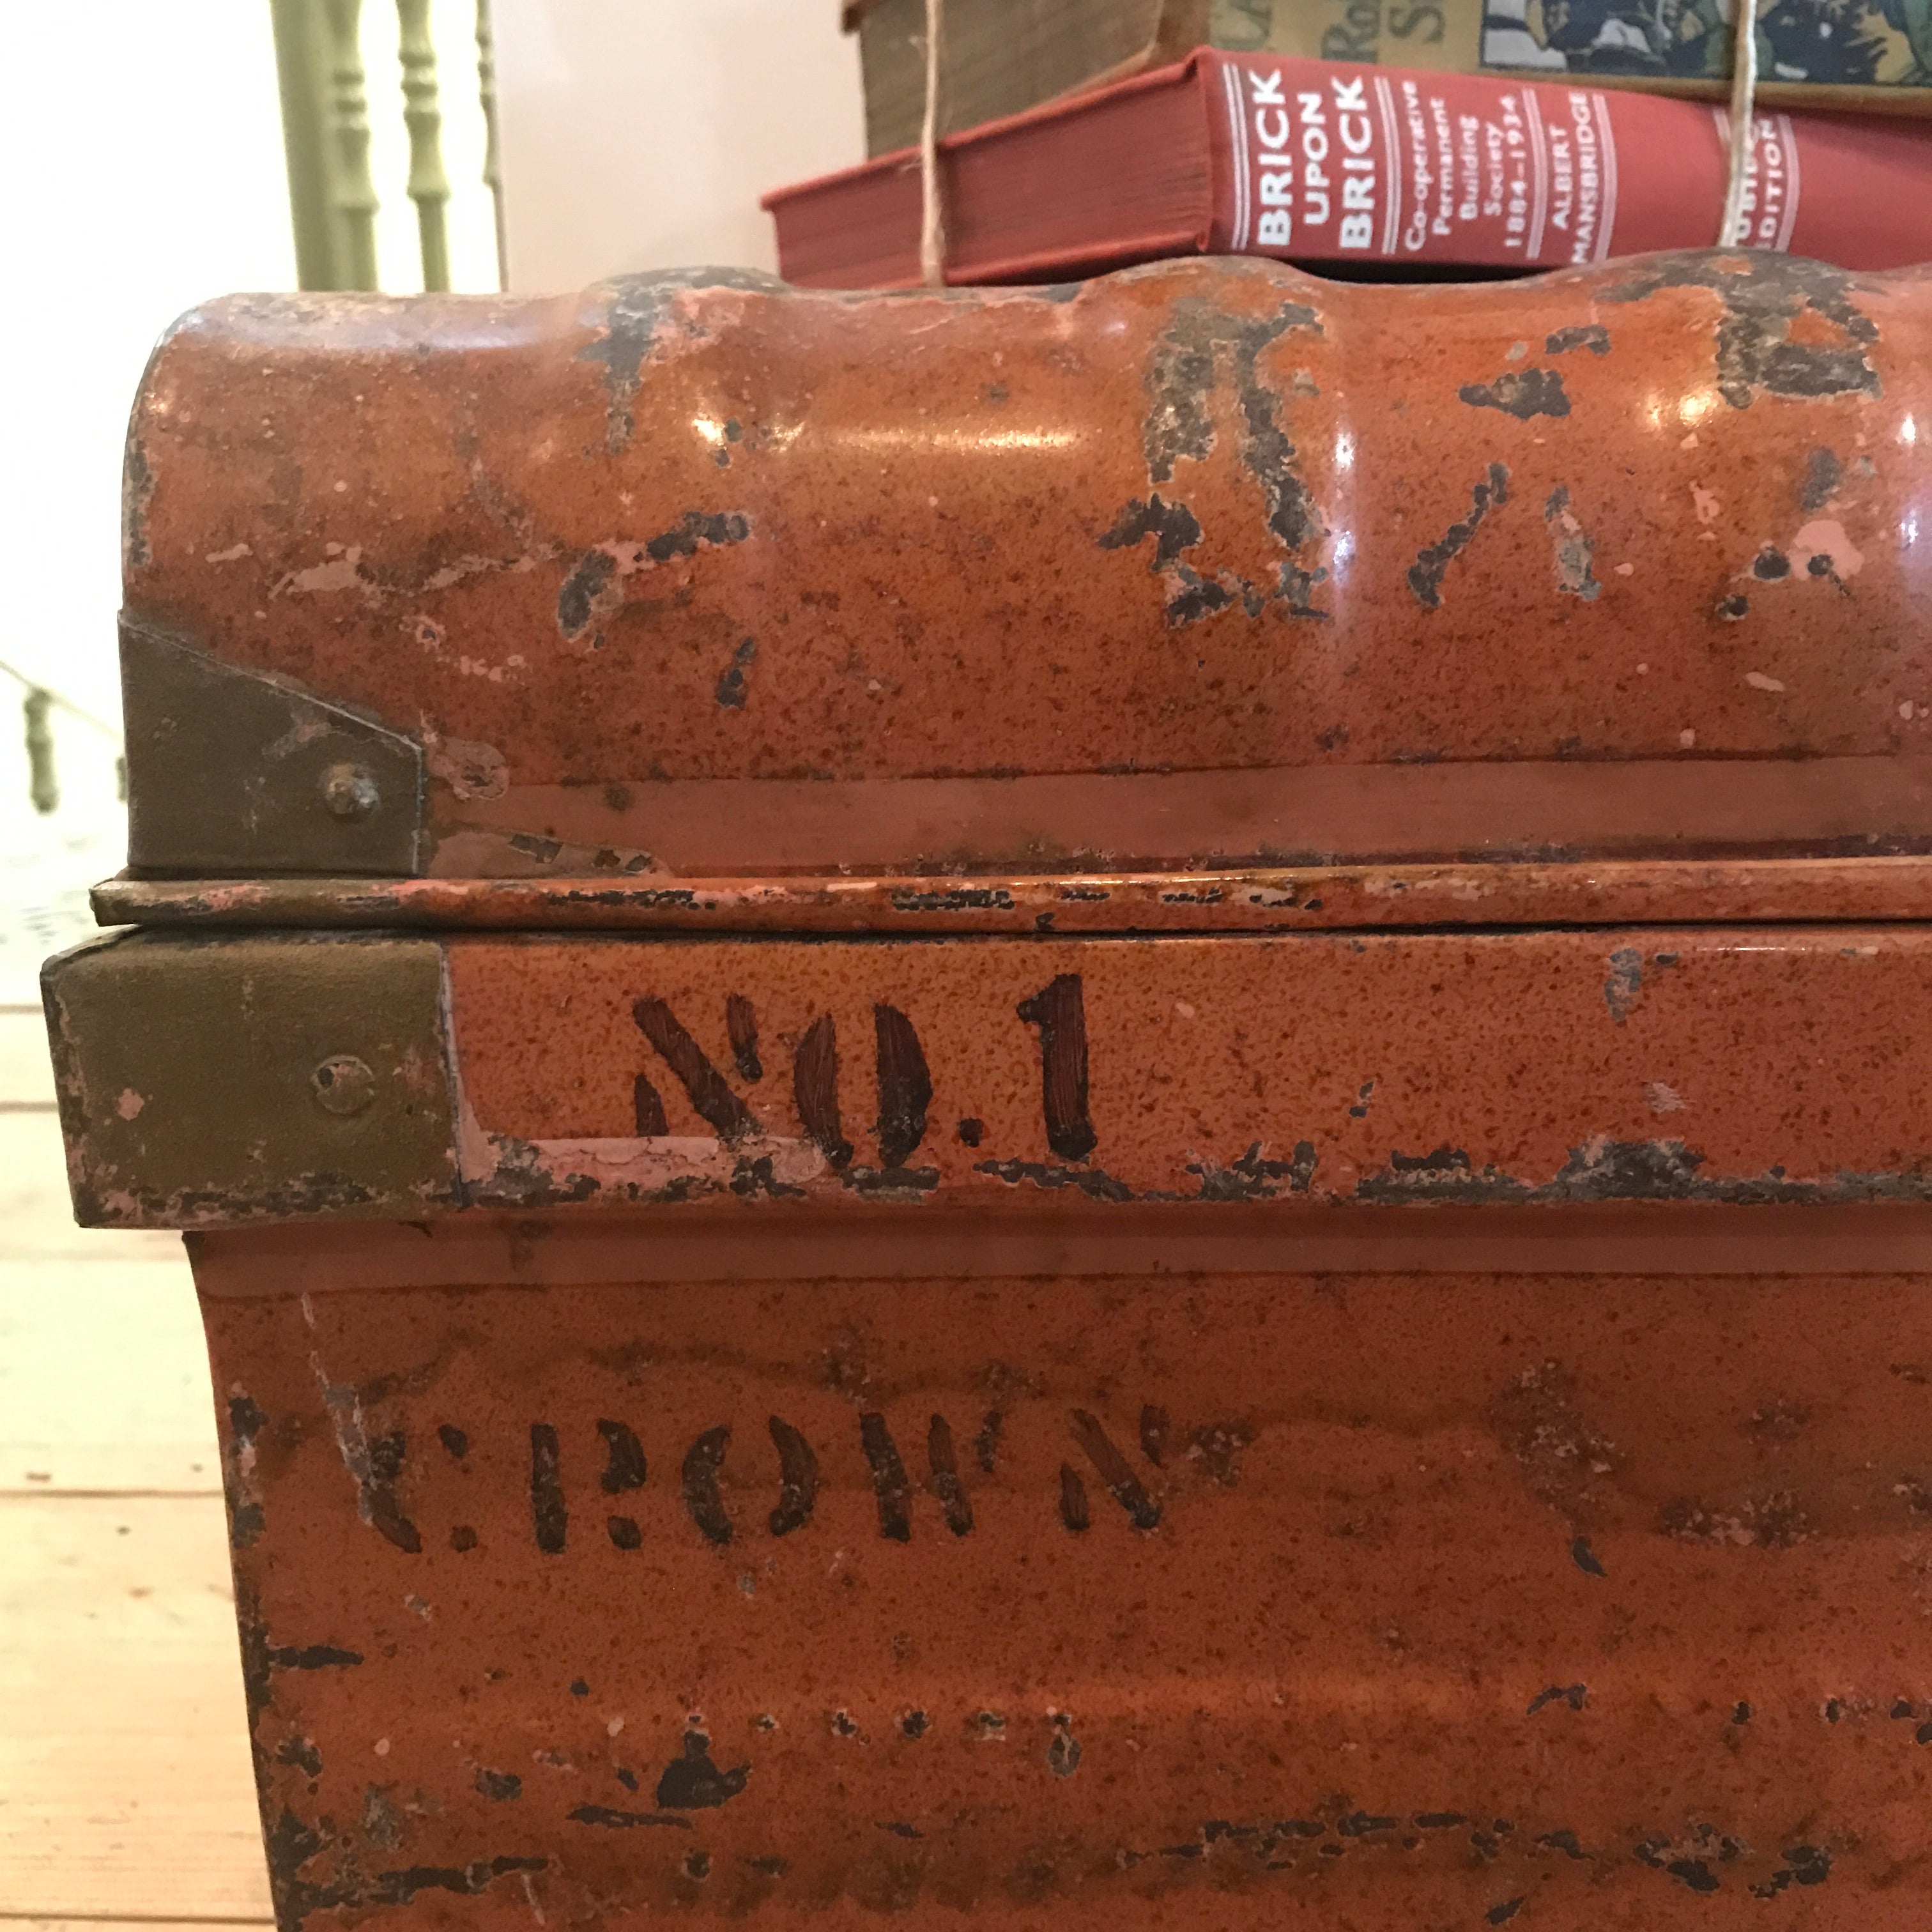 BRICK
UPON
BRICK
Co-operative
Permanent
Building
Society
1884-1934
ALBERT
MANSBRIDGE
EDITION
NO.1
CROWN